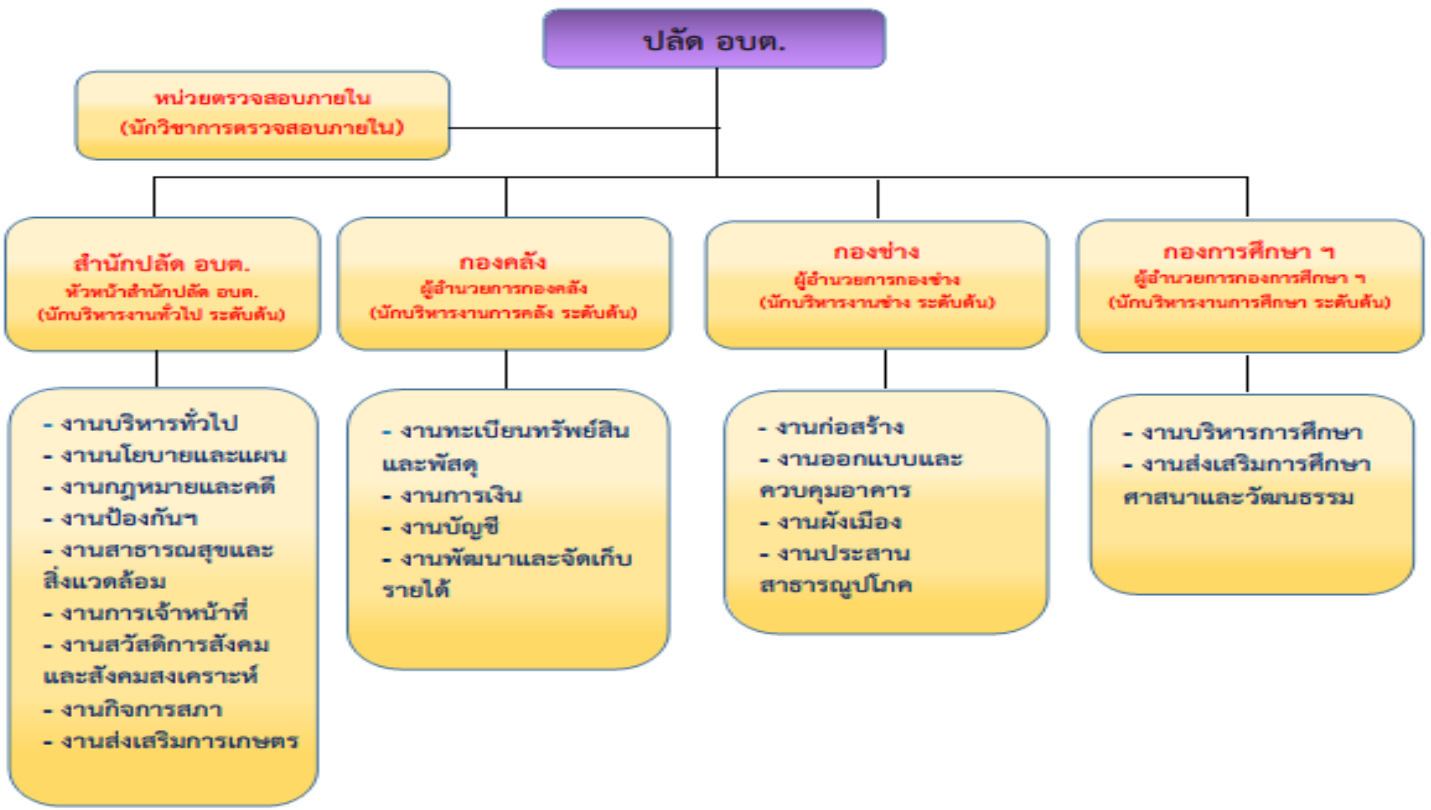 ปลัด อบต.
หน่วยตรวจสอบภายใน
(นักวิชาการตรวจสอบภายใน)
สำนักปลัด อบต.
หัวหน้าสำนักปลัด อบต.
(นักบริหารงานทั่วไป ระดับต้น)
กองคลัง
ผู้อำนวยการกองคลัง
(นักบริหารงานการคลัง ระดับต้น)
กองช่าง
ผู้อำนวยการกองช่าง
(นักบริหารงานช่าง ระดับต้น)
กองการศึกษา ฯ
ผู้อำนวยการกองการศึกษา ฯ
(นักบริหารงานการศึกษา ระดับต้น)
- งานบริหารทั่วไป
- งานนโยบายและแผน
- งานกฎหมายและคดี
- งานป้องกันฯ
- งานสาธารณสุขและ
สิ่งแวดล้อม
- งานการเจ้าหน้าที่
- งานสวัสดิการสังคม
และสังคมสงเคราะห์
- งานกิจการสภา
- งานส่งเสริมการเกษตร
- งานทะเบียนทรัพย์สิน
และพัสดุ
- งานการเงิน
- งานบัญชี
- งานพัฒนาและจัดเก็บ
รายได้
- งานก่อสร้าง
- งานออกแบบและ
ควบคุมอาคาร
- งานผังเมือง
- งานประสาน
สาธารณูปโภค
- งานบริหารการศึกษา
- งานส่งเสริมการศึกษา
ศาสนาและวัฒนธรรม